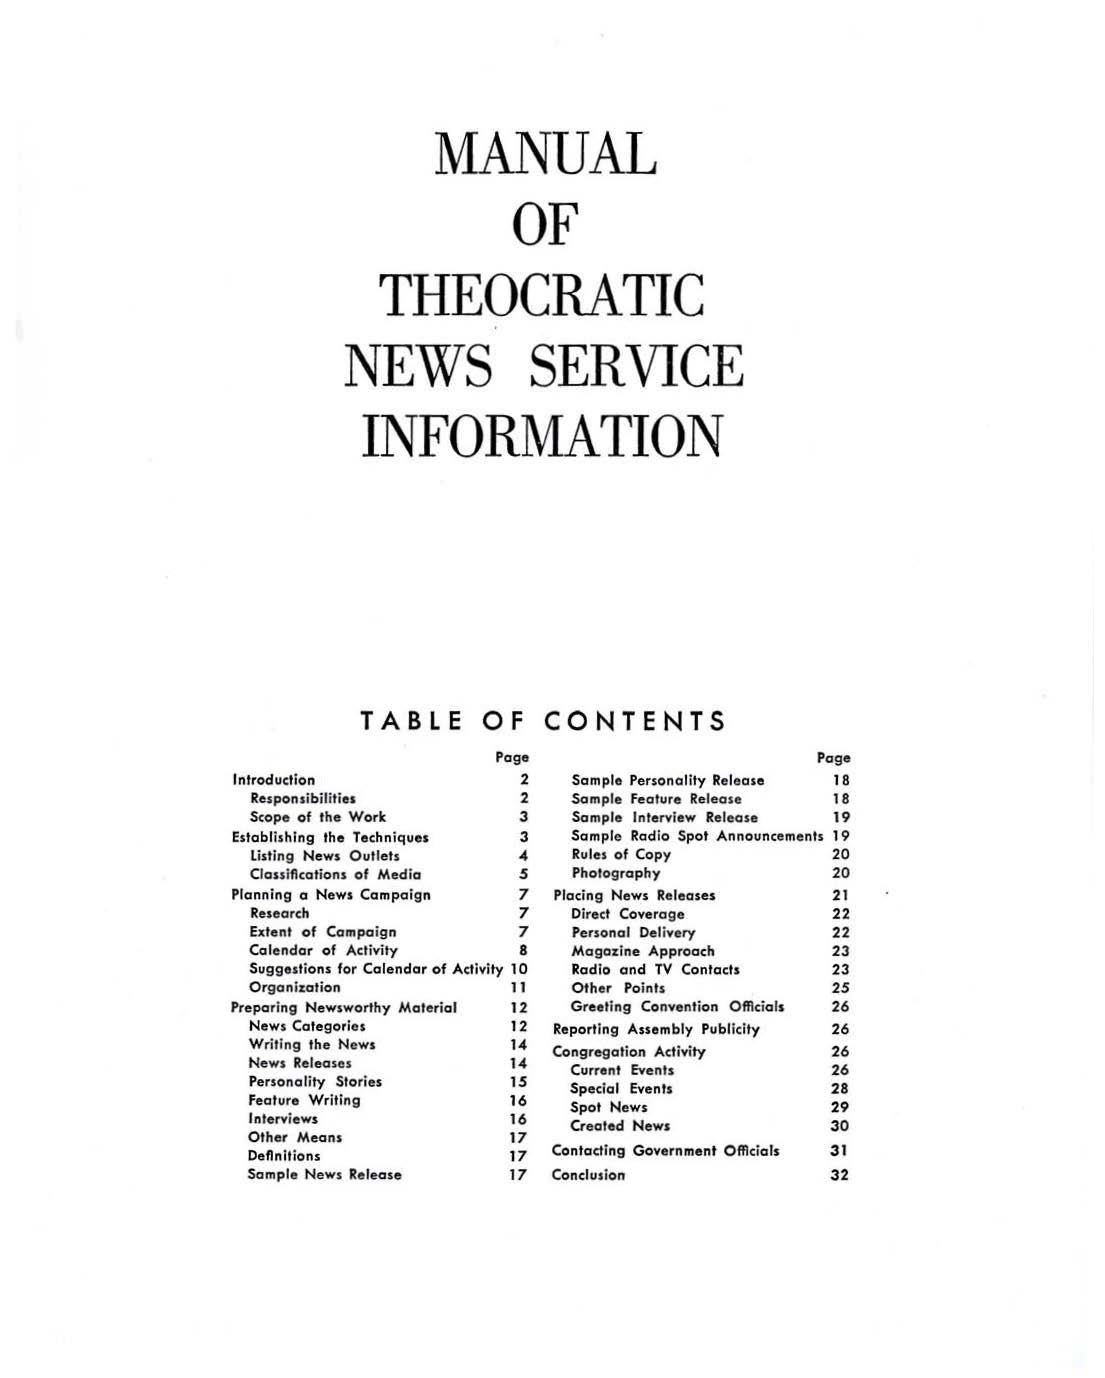 MANUAL
OF
THEOCRATIC
NEWS SERVICE
INFORMATION
TABLE OF CONTENTS
Page
Introduction 2
Responsibilities 2
Scope of the Work 3
Establishing the Techniques 3
Listing News Outlets 4
Classifications of Media 5
Planning a News Campaign 7
Research 7
Extent of Campaign 7
Calendar of Activity 8
Suggestions for Calendar of Activity 10
Organization 11
Preparing Newsworthy Material 12
News Categories 12
Writing the News 14
News Releases 14
Personality Stories 15
Feature Writing 16
Interviews 16
Other Means 17
Definitions 17
Sample News Release 17
Page
Sample Personality Release 18
Sample Feature Release 18
Sample Interview Release 19
Sample Radio Spot Announcements 19
Rules of Copy 20
Photography 20
Placing News Releases 21
Direct Coverage 22
Personal Delivery 22
Magazine Approach 23
Radio and TV Contacts 23
Other Points 25
Greeting Convention Officials 26
Reporting Assembly Publicity 26
Congregation Activity 26
Current Events 26
Special Events 28
Spot News 29
Created News 30
Contacting Government Officials 31
Conclusion 32